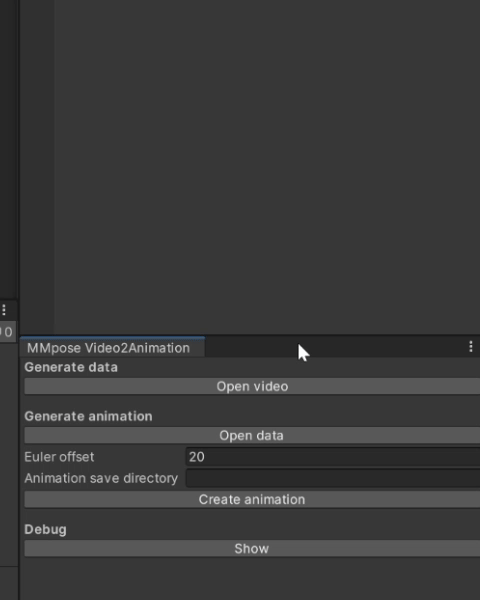 0
MMpose Video2Animation
Generate data
Open video
Generate animation
Open data
Euler offset 20
Animation save directory
Create animation
Debug
Show